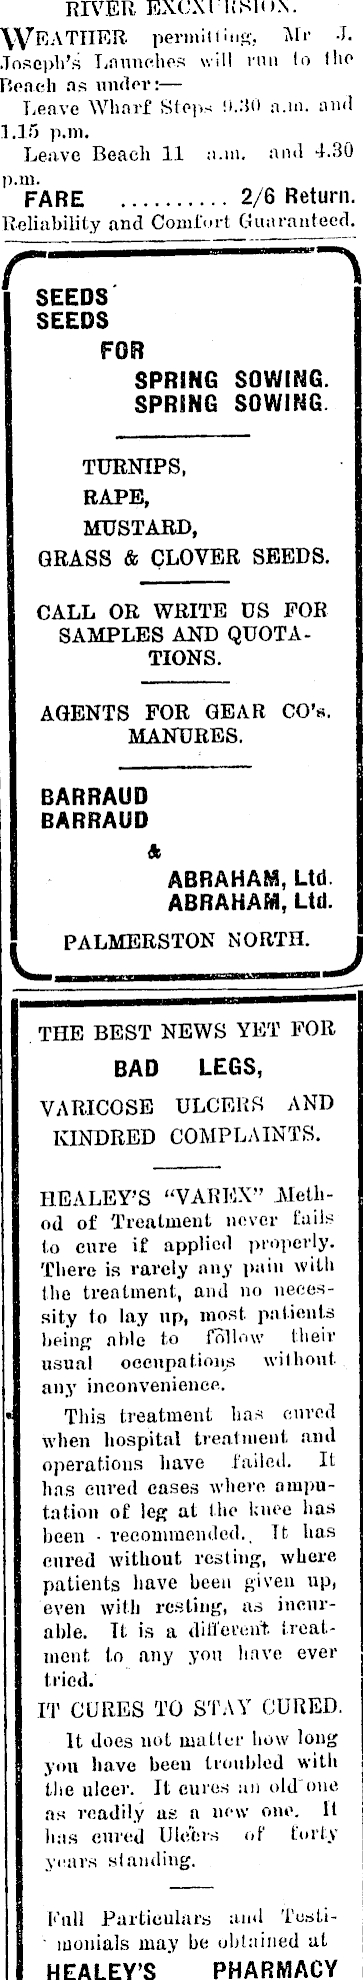 RIVER EXCXURSION.
WEATHER permitting, Mr J.
Joseph's Launches will run to the
Beach as under:—
Leave Wharf Steps 9.30 a.m. and
1.15 p.m.
Leave Beach 11 a.m. and 4.30
p.m.
FARE .......... 2/6 Return.
Reliability and Comfort Guaranteed.
SEEDS
SEEDS
FOR
SPRING SOWING.
SPRING SOWING.
TURNIPS,
RAPE,
MUSTARD,
GRASS & CLOVER SEEDS.
CALL OR WRITE US FOR
SAMPLES AND QUOTA-
TIONS.
AGENTS FOR GEAR CO's.
MANURES.
BARRAUD
BARRAUD
&
ABRAHAM, Ltd.
ABRAHAM, Ltd.
PALMERSTON NORTH.
THE BEST NEWS YET FOR
BAD LEGS,
VARICOSE ULCERS AND
KINDRED COMPLAINTS.
HEALEY'S "VAREX" Meth-
od of Treatment never fails
to cure if applied properly.
There is rarely any pain with
the treatment, and no neces-
sity to lay up, most patients
being able to follow their
usual occupations without
any inconvenience.
This treatment has cured
when hospital treatment and
operations have failed. It
has cured cases where ampu-
tation of leg at the knee has
been recommended. It has
cured without resting, where
patients have been given up,
even with resting, as incur-
able. It is a different treat-
ment to any you have ever
tried.
IT CURES TO STAY CURED.
It does not matter how long
you have been troubled with
the ulcer. It cures an old one
as readily as a new one. It
has cured Ulcers of forty
years standing.
Full Particulars and Testi-
monials may be obtained at
HEALEY'S PHARMACY